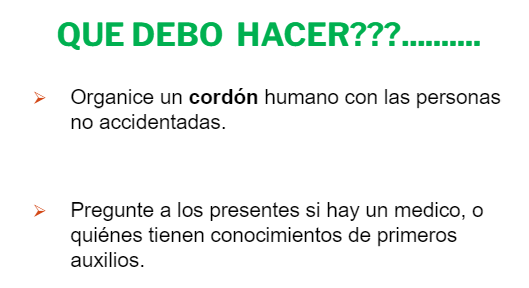 QUE DEBO HACER???..........
Organice un cordón humano con las personas
no accidentadas.
Pregunte a los presentes si hay un medico, o
quiénes tienen conocimientos de primeros
auxilios.